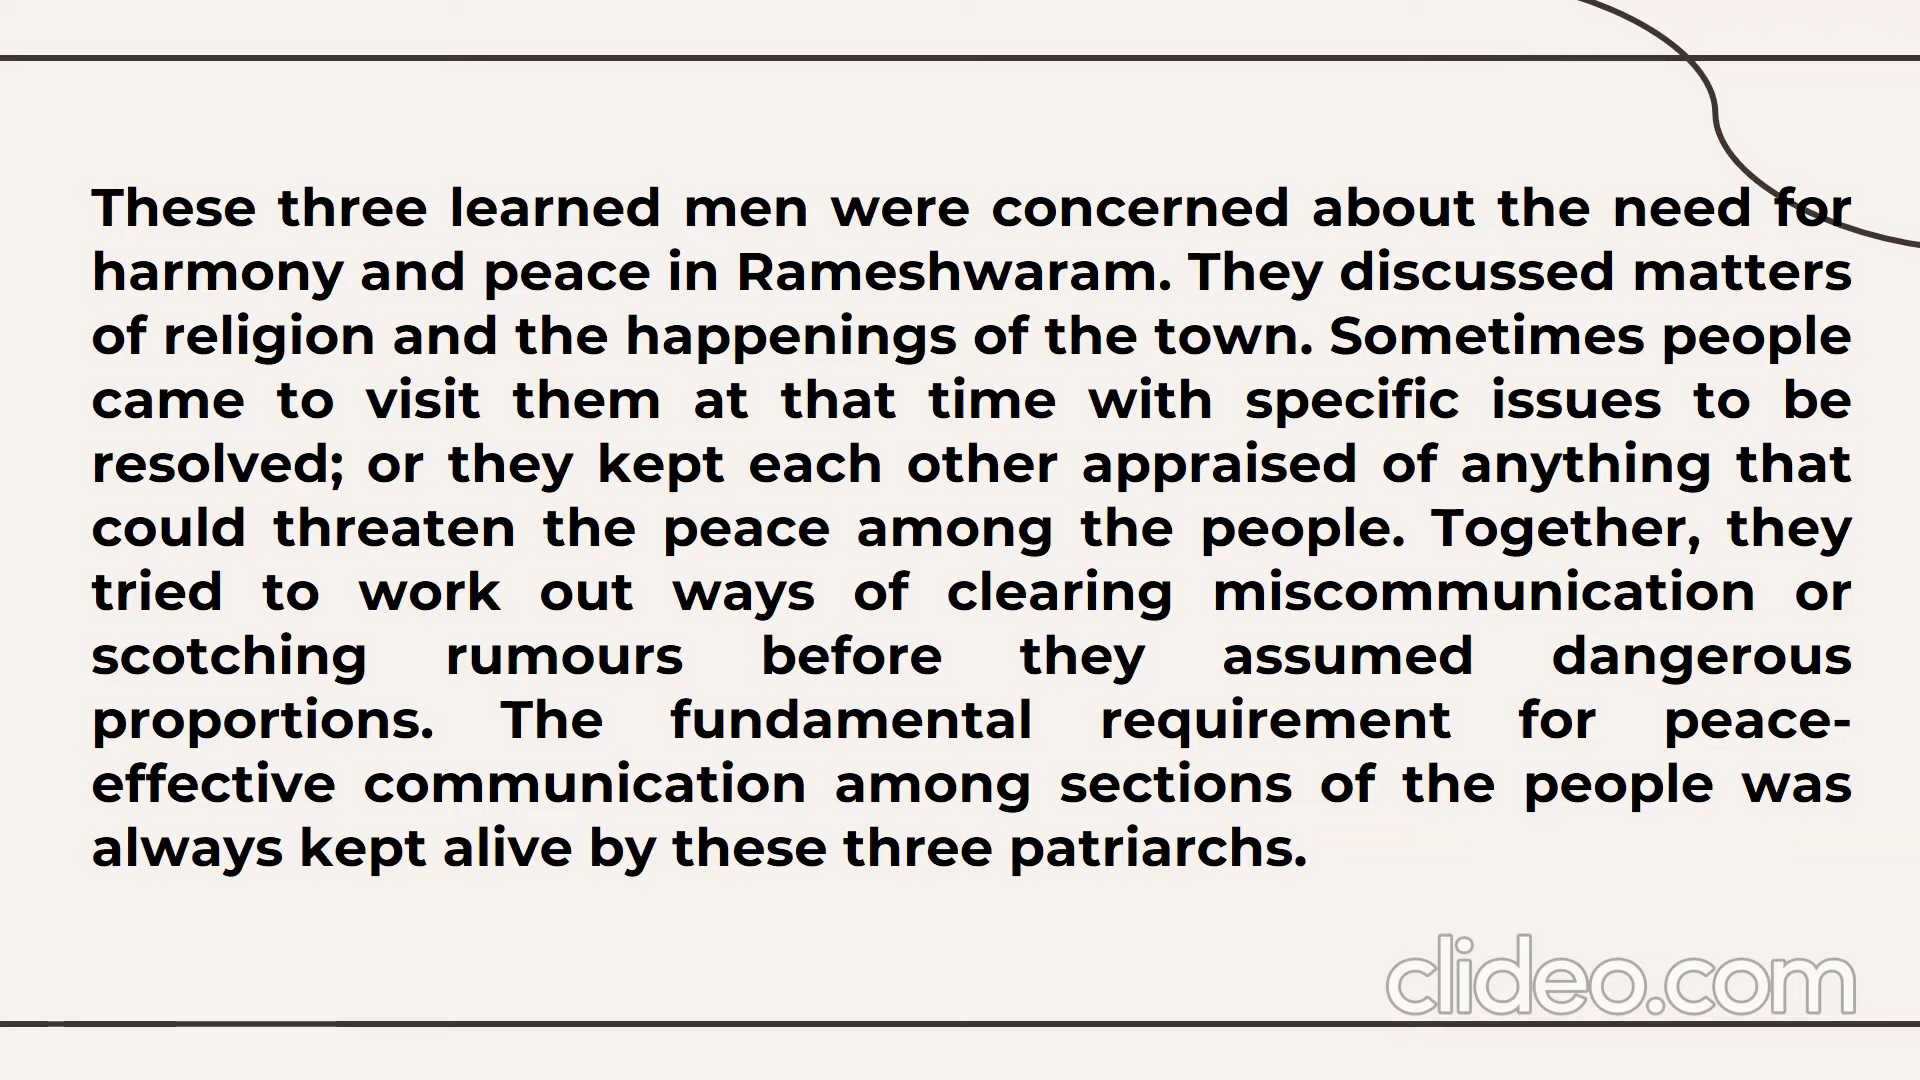 These three learned men were concerned about the need for
harmony and peace in Rameshwaram. They discussed matters
of religion and the happenings of the town. Sometimes people
came to visit them at that time with specific issues to be
resolved; or they kept each other appraised of anything that
could threaten the peace among the people. Together, they
tried to work out ways of clearing miscommunication or
scotching rumours before they assumed dangerous
proportions. The fundamental requirement for peace-
effective communication among sections of the people was
always kept alive by these three patriarchs.
clideo.com